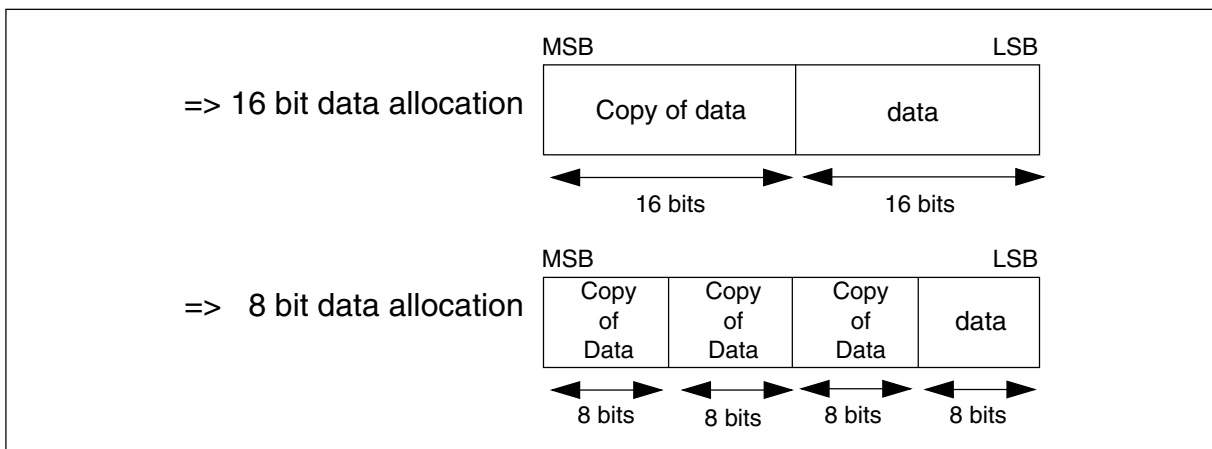 MSB LSB
=> 16 bit data allocation
Copy of data data
16 bits 16 bits
MSB LSB
=> 8 bit data allocation
Copy of Data Copy of Data Copy of Data data
8 bits 8 bits 8 bits 8 bits